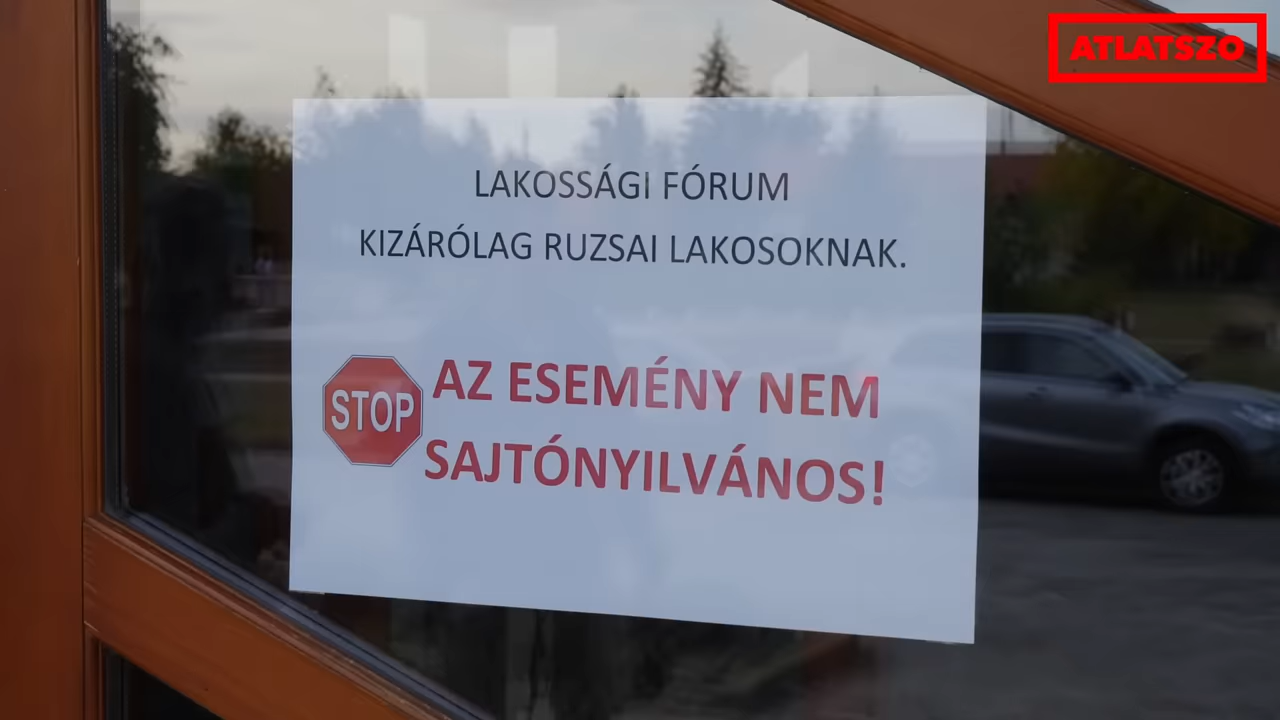 ATLATSZO
LAKOSSÁGI FÓRUM
KIZÁRÓLAG RUZSAI LAKOSOKNAK.
STOP
AZ ESEMÉNY NEM
SAJTÓNYILVÁNOS!